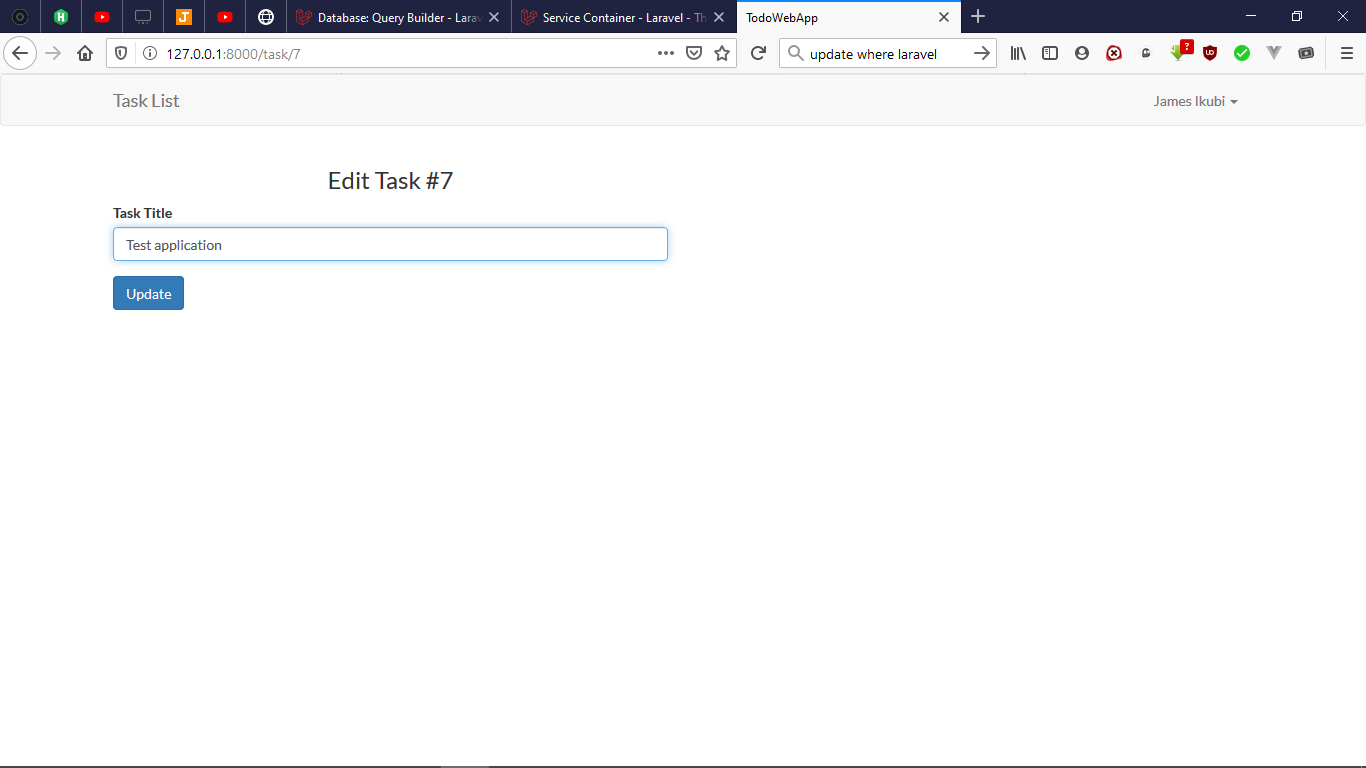 Database: Query Builder - Larav
Service Container - Laravel - Th
TodoWebApp
127.0.0.1:8000/task/7
update where laravel
Task List
James Ikubi
Edit Task #7
Task Title
Test application
Update